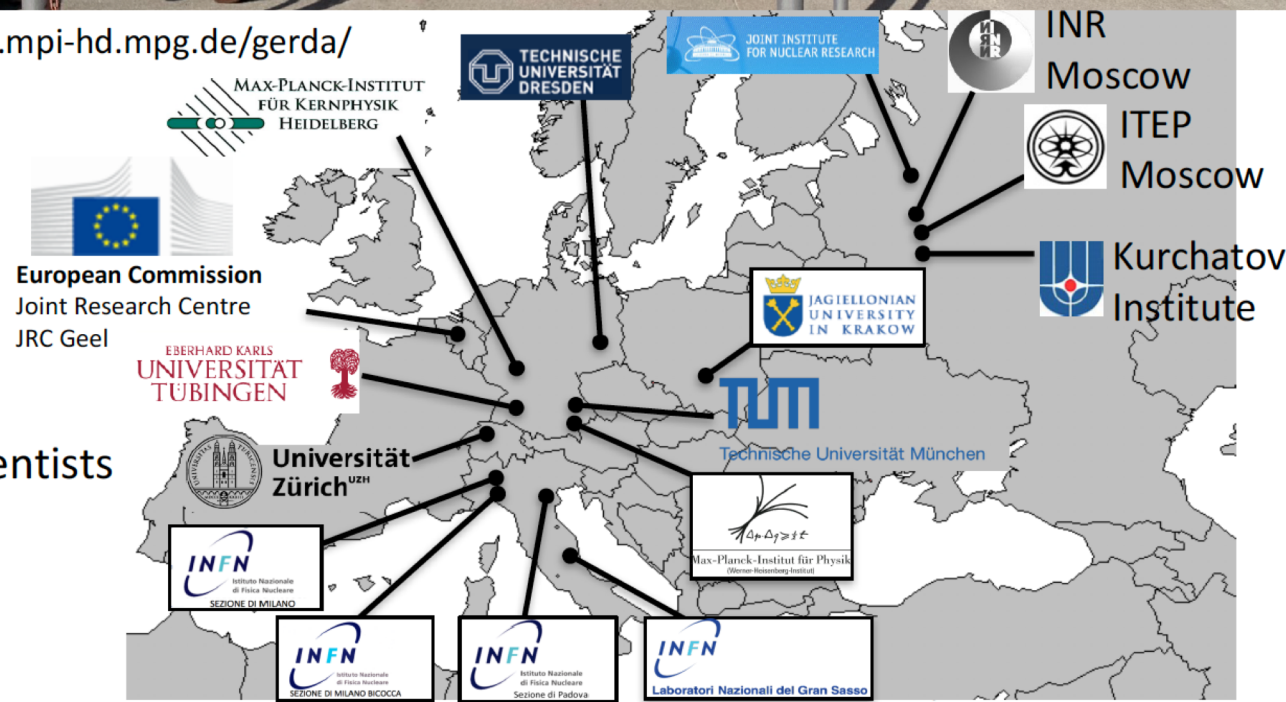 .mpi-hd.mpg.de/gerda/
MAX-PLANCK-INSTITUT
FÜR KERNPHYSIK
HEIDELBERG
TECHNISCHE
UNIVERSITÄT
DRESDEN
JOINT INSTITUTE
FOR NUCLEAR RESEARCH
INR
Moscow
ITEP
Moscow
Kurchatov
Institute
European Commission
Joint Research Centre
JRC Geel
EBERHARD KARLS
UNIVERSITÄT
TÜBINGEN
JAGIELLONIAN
UNIVERSITY
IN KRAKOW
TUM
Technische Universität München
entists
Universität
Zürich UZH
Δp·Δq≥½ℏ
Max-Planck-Institut für Physik
(Werner-Heisenberg-Institut)
INFN
Istituto Nazionale
di Fisica Nucleare
SEZIONE DI MILANO
INFN
Istituto Nazionale
di Fisica Nucleare
SEZIONE DI MILANO BICOCCA
INFN
Istituto Nazionale
di Fisica Nucleare
Sezione di Padova
INFN
Laboratori Nazionali del Gran Sasso